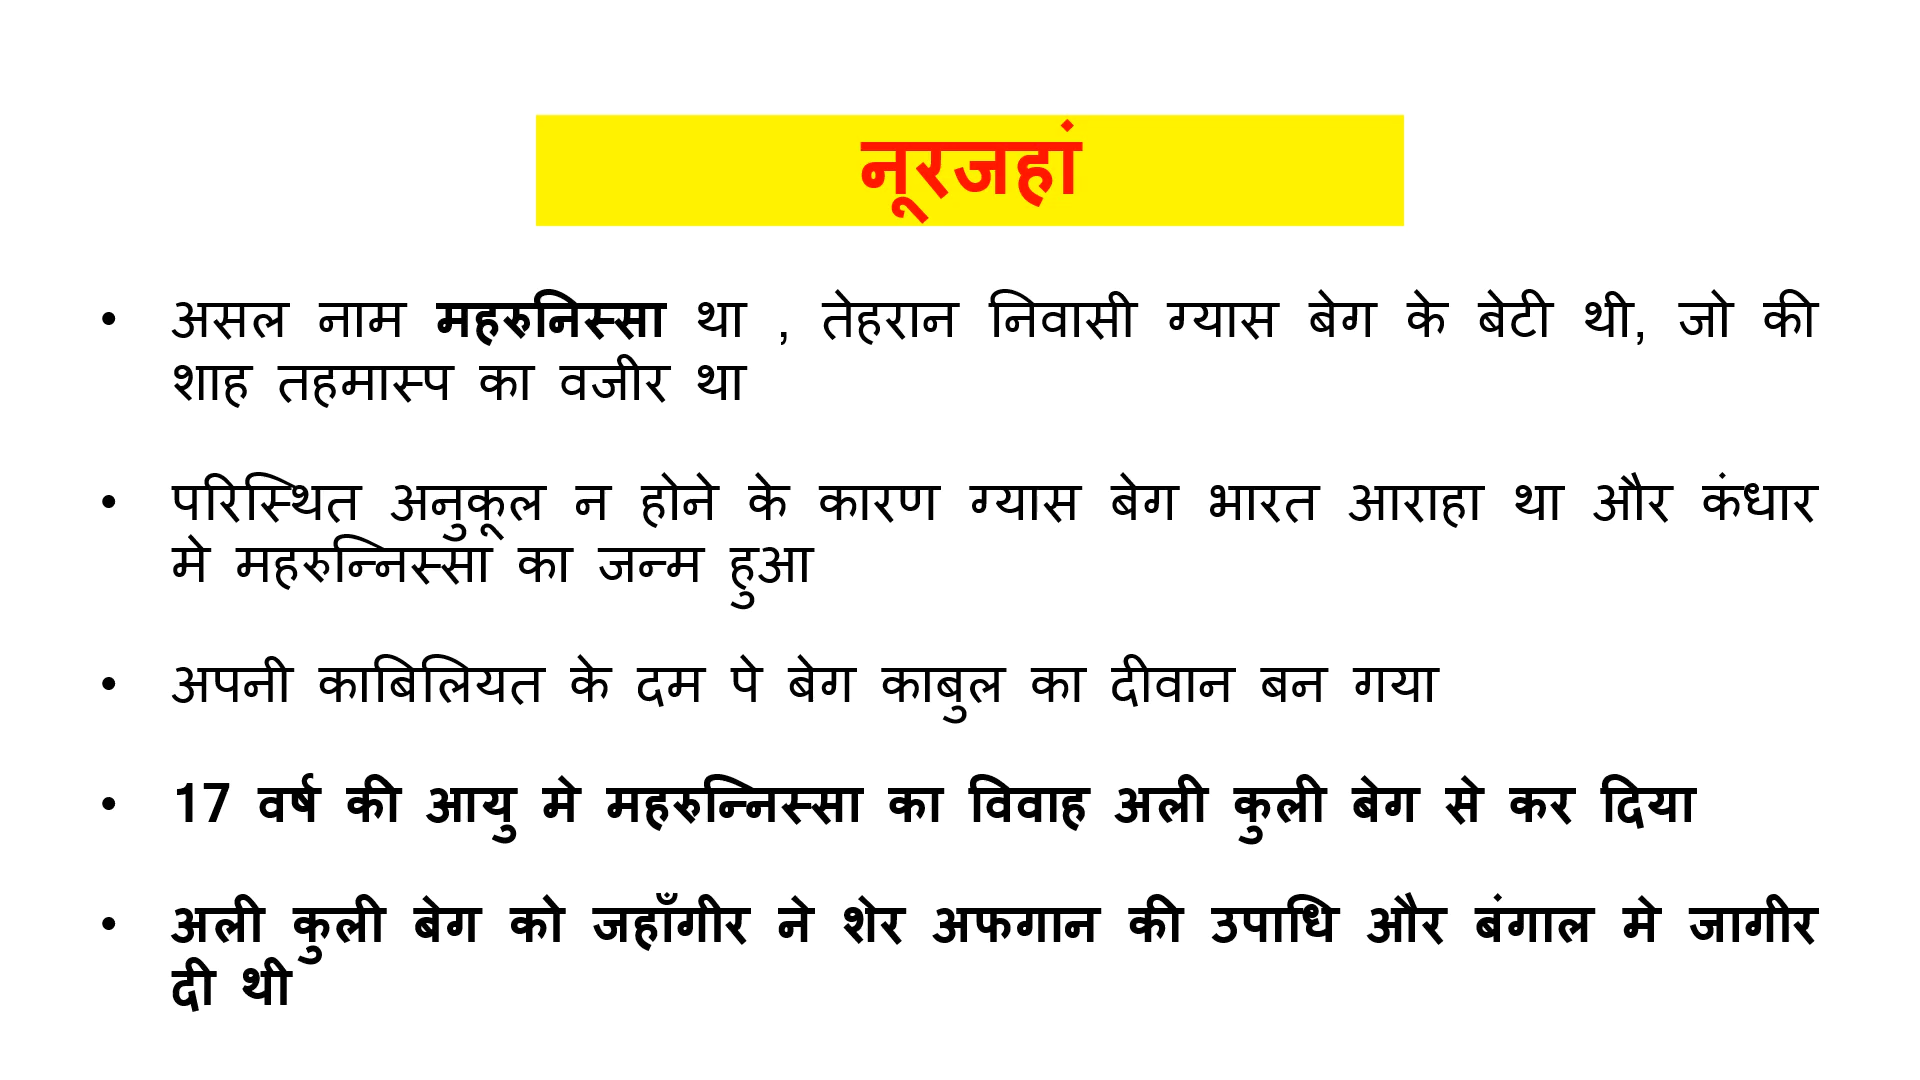 नूरजहां
• असल नाम महरुनिस्सा था , तेहरान निवासी ग्यास बेग के बेटी थी, जो की
शाह तहमास्प का वजीर था
• परिस्थित अनुकूल न होने के कारण ग्यास बेग भारत आराहा था और कंधार
मे महरुन्निस्सा का जन्म हुआ
• अपनी काबिलियत के दम पे बेग काबुल का दीवान बन गया
• 17 वर्ष की आयु मे महरुन्निस्सा का विवाह अली कुली बेग से कर दिया
• अली कुली बेग को जहाँगीर ने शेर अफगान की उपाधि और बंगाल मे जागीर
दी थी